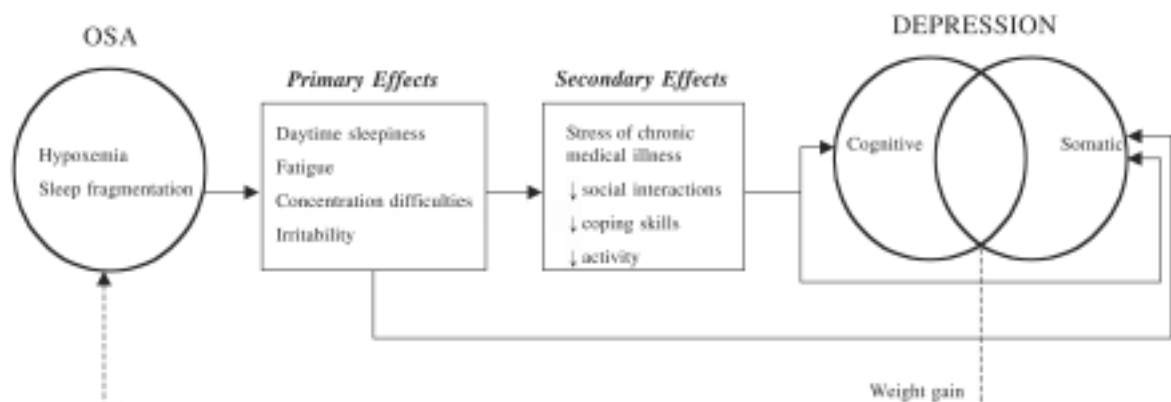 OSA
DEPRESSION
Primary Effects
Secondary Effects
Hypoxemia
Sleep fragmentation
Daytime sleepiness
Fatigue
Concentration difficulties
Irritability
Stress of chronic
medical illness
↓ social interactions
↓ coping skills
↓ activity
Cognitive
Somatic
Weight gain